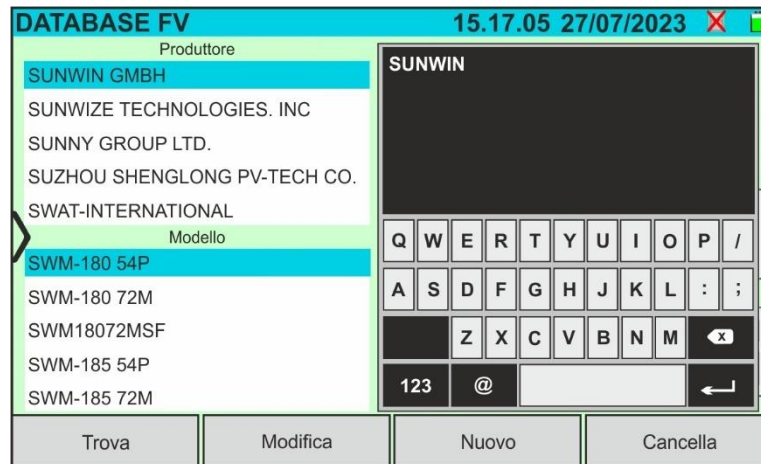 DATABASE FV 15.17.05 27/07/2023
Produttore
SUNWIN GMBH
SUNWIZE TECHNOLOGIES. INC
SUNNY GROUP LTD.
SUZHOU SHENGLONG PV-TECH CO.
SWAT-INTERNATIONAL
Modello
SWM-180 54P
SWM-180 72M
SWM18072MSF
SWM-185 54P
SWM-185 72M
SUNWIN
Q W E R T Y U I O P /
A S D F G H J K L : ;
Z X C V B N M x
123 @
Trova Modifica Nuovo Cancella